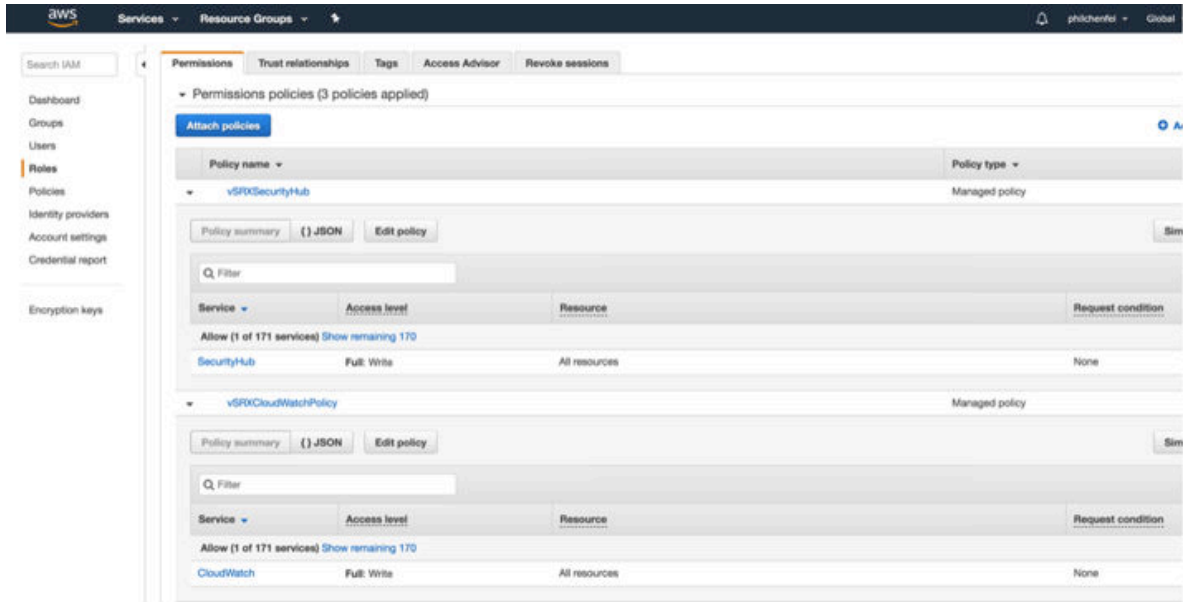 aws Services Resource Groups philchenfei Global
Search IAM
Dashboard
Groups
Users
Roles
Policies
Identity providers
Account settings
Credential report
Encryption keys
Permissions Trust relationships Tags Access Advisor Revoke sessions
Permissions policies (3 policies applied)
Attach policies
Policy name Policy type
vSRXSecurityHub Managed policy
Policy summary { } JSON Edit policy Sim
Filter
Service Access level Resource Request condition
Allow (1 of 171 services) Show remaining 170
SecurityHub Full: Write All resources None
vSRXCloudWatchPolicy Managed policy
Policy summary { } JSON Edit policy Sim
Filter
Service Access level Resource Request condition
Allow (1 of 171 services) Show remaining 170
CloudWatch Full: Write All resources None